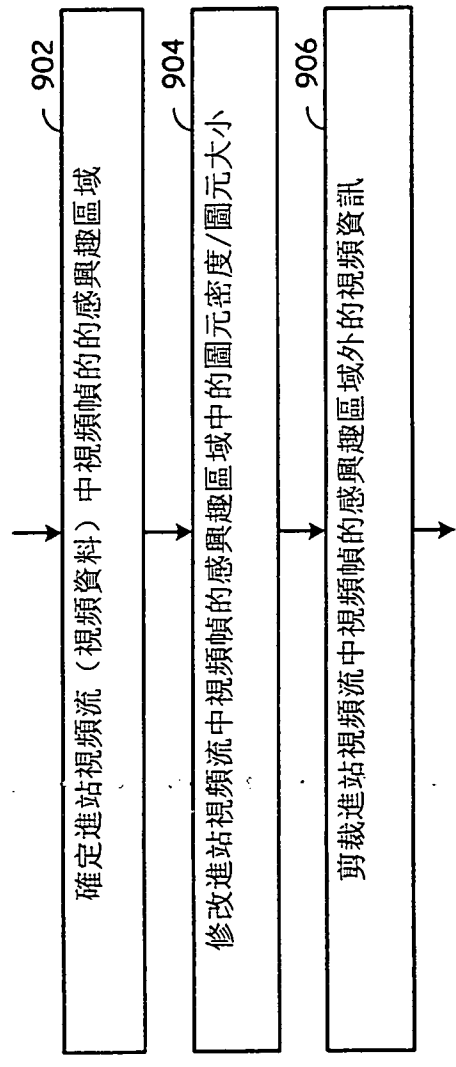 902
確定進站視頻流（視頻資料）中視頻幀的的感興趣區域
904
修改進站視頻流中視頻幀的感興趣區域中的圖元密度/圖元大小
906
剪裁進站視頻流中視頻幀的感興趣區域外的視頻資訊